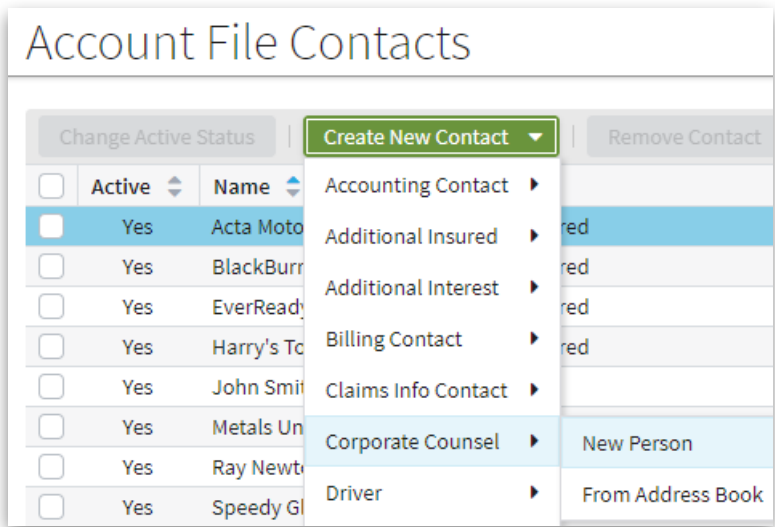 Account File Contacts
Change Active Status Create New Contact Remove Contact
Active Name Accounting Contact
Yes Acta Moto Additional Insured red
Yes BlackBurr red
Yes EverReady Additional Interest red
Yes Harry's To Billing Contact red
Yes John Smit Claims Info Contact
Yes Metals Un Corporate Counsel New Person
Yes Ray Newt
Yes Speedy Gl Driver From Address Book